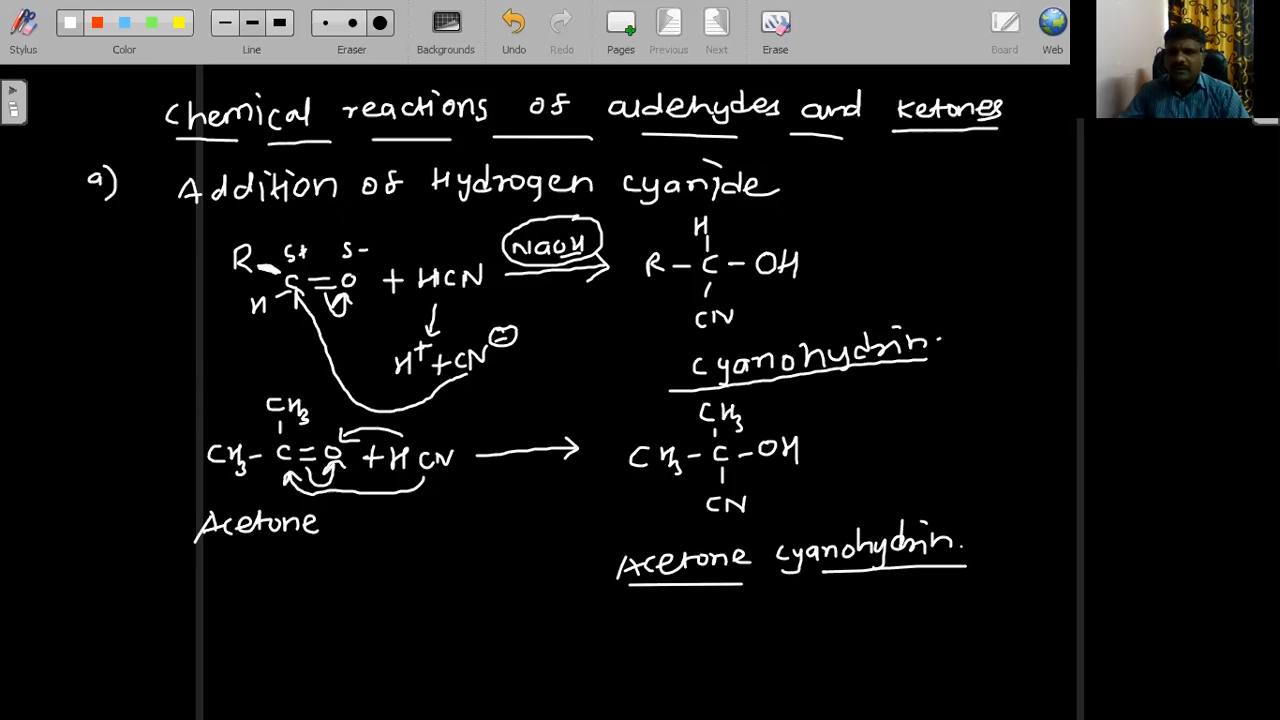 Stylus Color Line Eraser Backgrounds Undo Redo Pages Previous Next Erase Board Web
Chemical reactions of aldehydes and ketones
a) Addition of Hydrogen cyanide
R H
H C = O + HCN NaOH R - C - OH
δ+ δ-
CN
H+ + CN⊖
cyanohydrin.
CH3 CH3
CH3 - C = O + HCN CH3 - C - OH
CN
Acetone
Acetone cyanohydrin.